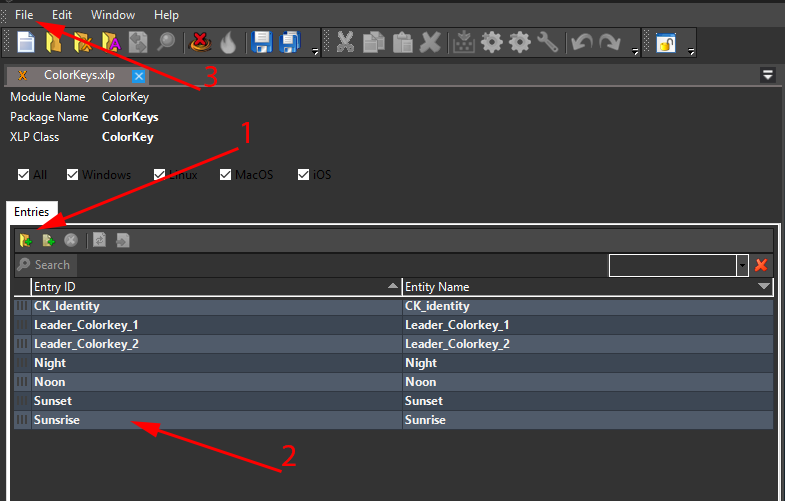 File Edit Window Help
ColorKeys.xlp
3
Module Name ColorKey
Package Name ColorKeys
XLP Class ColorKey
1
All Windows Linux MacOS iOS
Entries
Search
Entry ID Entity Name
CK_Identity CK_identity
Leader_Colorkey_1 Leader_Colorkey_1
Leader_Colorkey_2 Leader_Colorkey_2
Night Night
Noon Noon
Sunset Sunset
Sunsrise Sunrise
2